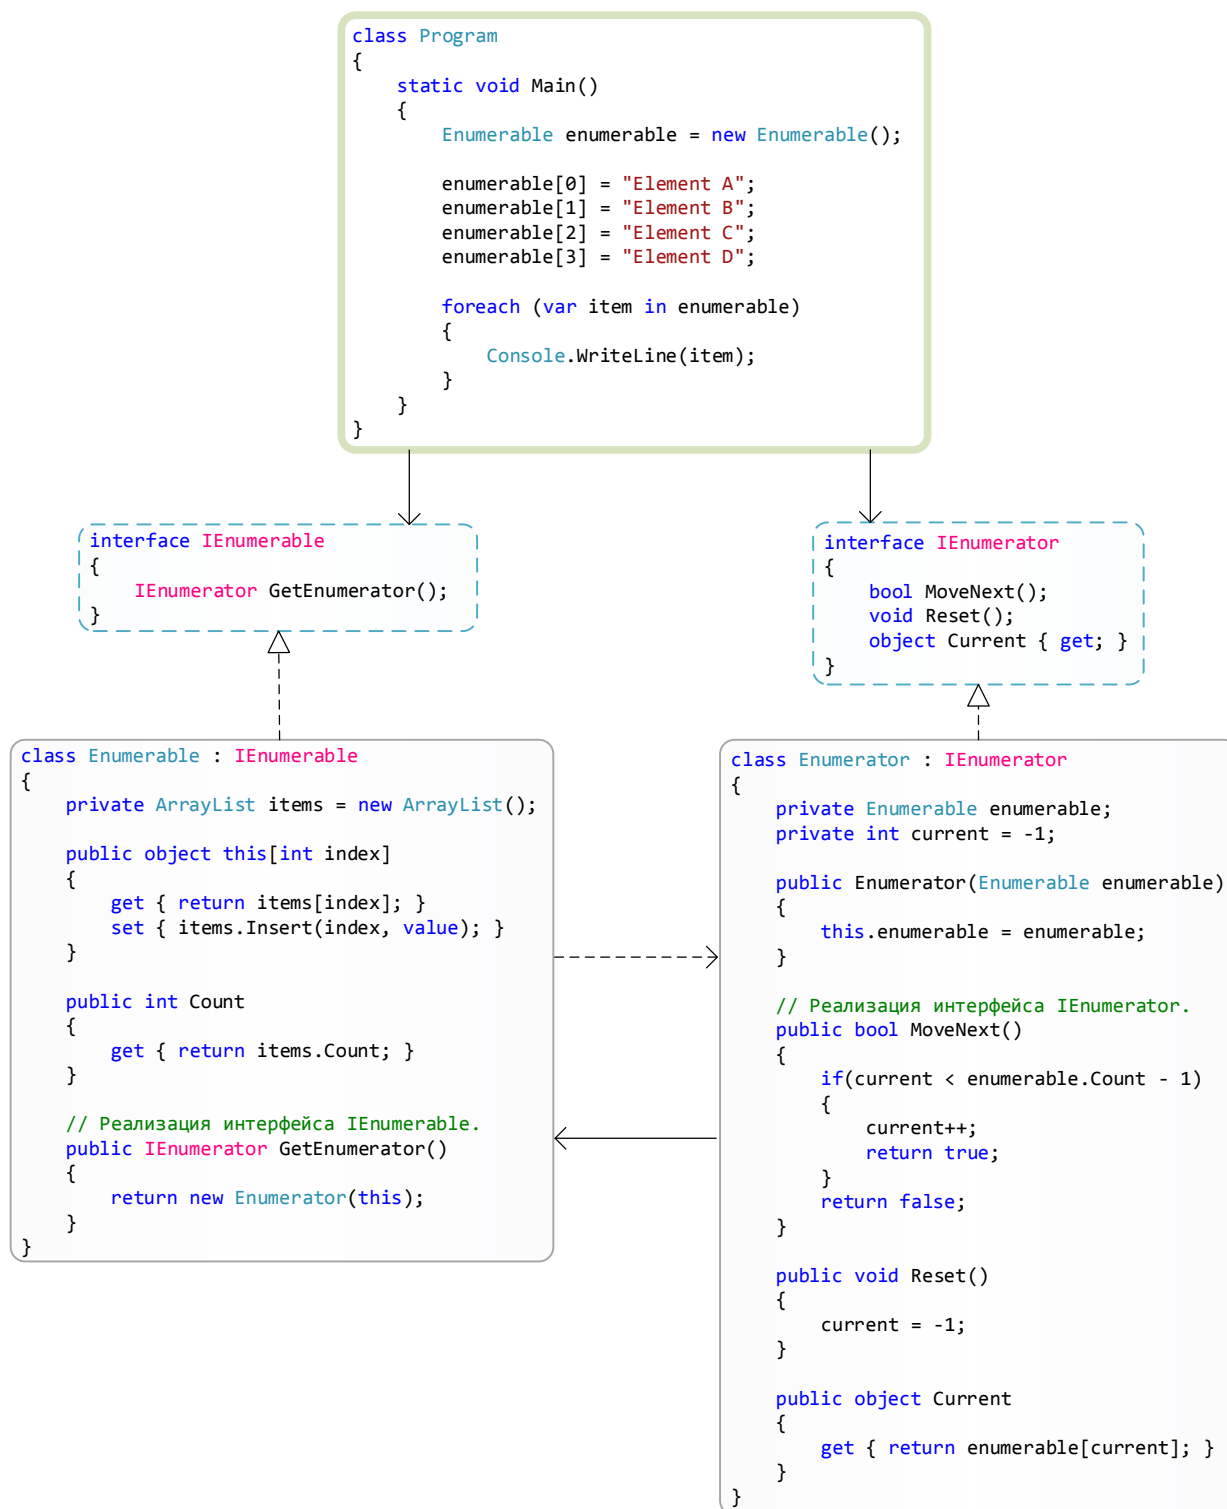 class Program
{
    static void Main()
    {
        Enumerable enumerable = new Enumerable();

        enumerable[0] = "Element A";
        enumerable[1] = "Element B";
        enumerable[2] = "Element C";
        enumerable[3] = "Element D";

        foreach (var item in enumerable)
        {
            Console.WriteLine(item);
        }
    }
}
interface IEnumerable
{
    IEnumerator GetEnumerator();
}
interface IEnumerator
{
    bool MoveNext();
    void Reset();
    object Current { get; }
}
class Enumerable : IEnumerable
{
    private ArrayList items = new ArrayList();

    public object this[int index]
    {
        get { return items[index]; }
        set { items.Insert(index, value); }
    }

    public int Count
    {
        get { return items.Count; }
    }

    // Реализация интерфейса IEnumerable.
    public IEnumerator GetEnumerator()
    {
        return new Enumerator(this);
    }
}
class Enumerator : IEnumerator
{
    private Enumerable enumerable;
    private int current = -1;

    public Enumerator(Enumerable enumerable)
    {
        this.enumerable = enumerable;
    }

    // Реализация интерфейса IEnumerator.
    public bool MoveNext()
    {
        if(current < enumerable.Count - 1)
        {
            current++;
            return true;
        }
        return false;
    }

    public void Reset()
    {
        current = -1;
    }

    public object Current
    {
        get { return enumerable[current]; }
    }
}